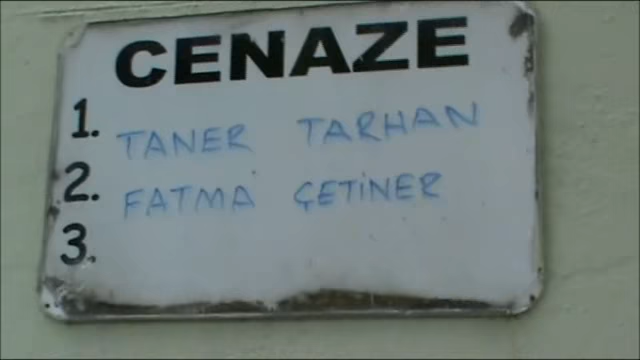 CENAZE
1. TANER TARHAN
2. FATMA ÇETİNER
3.